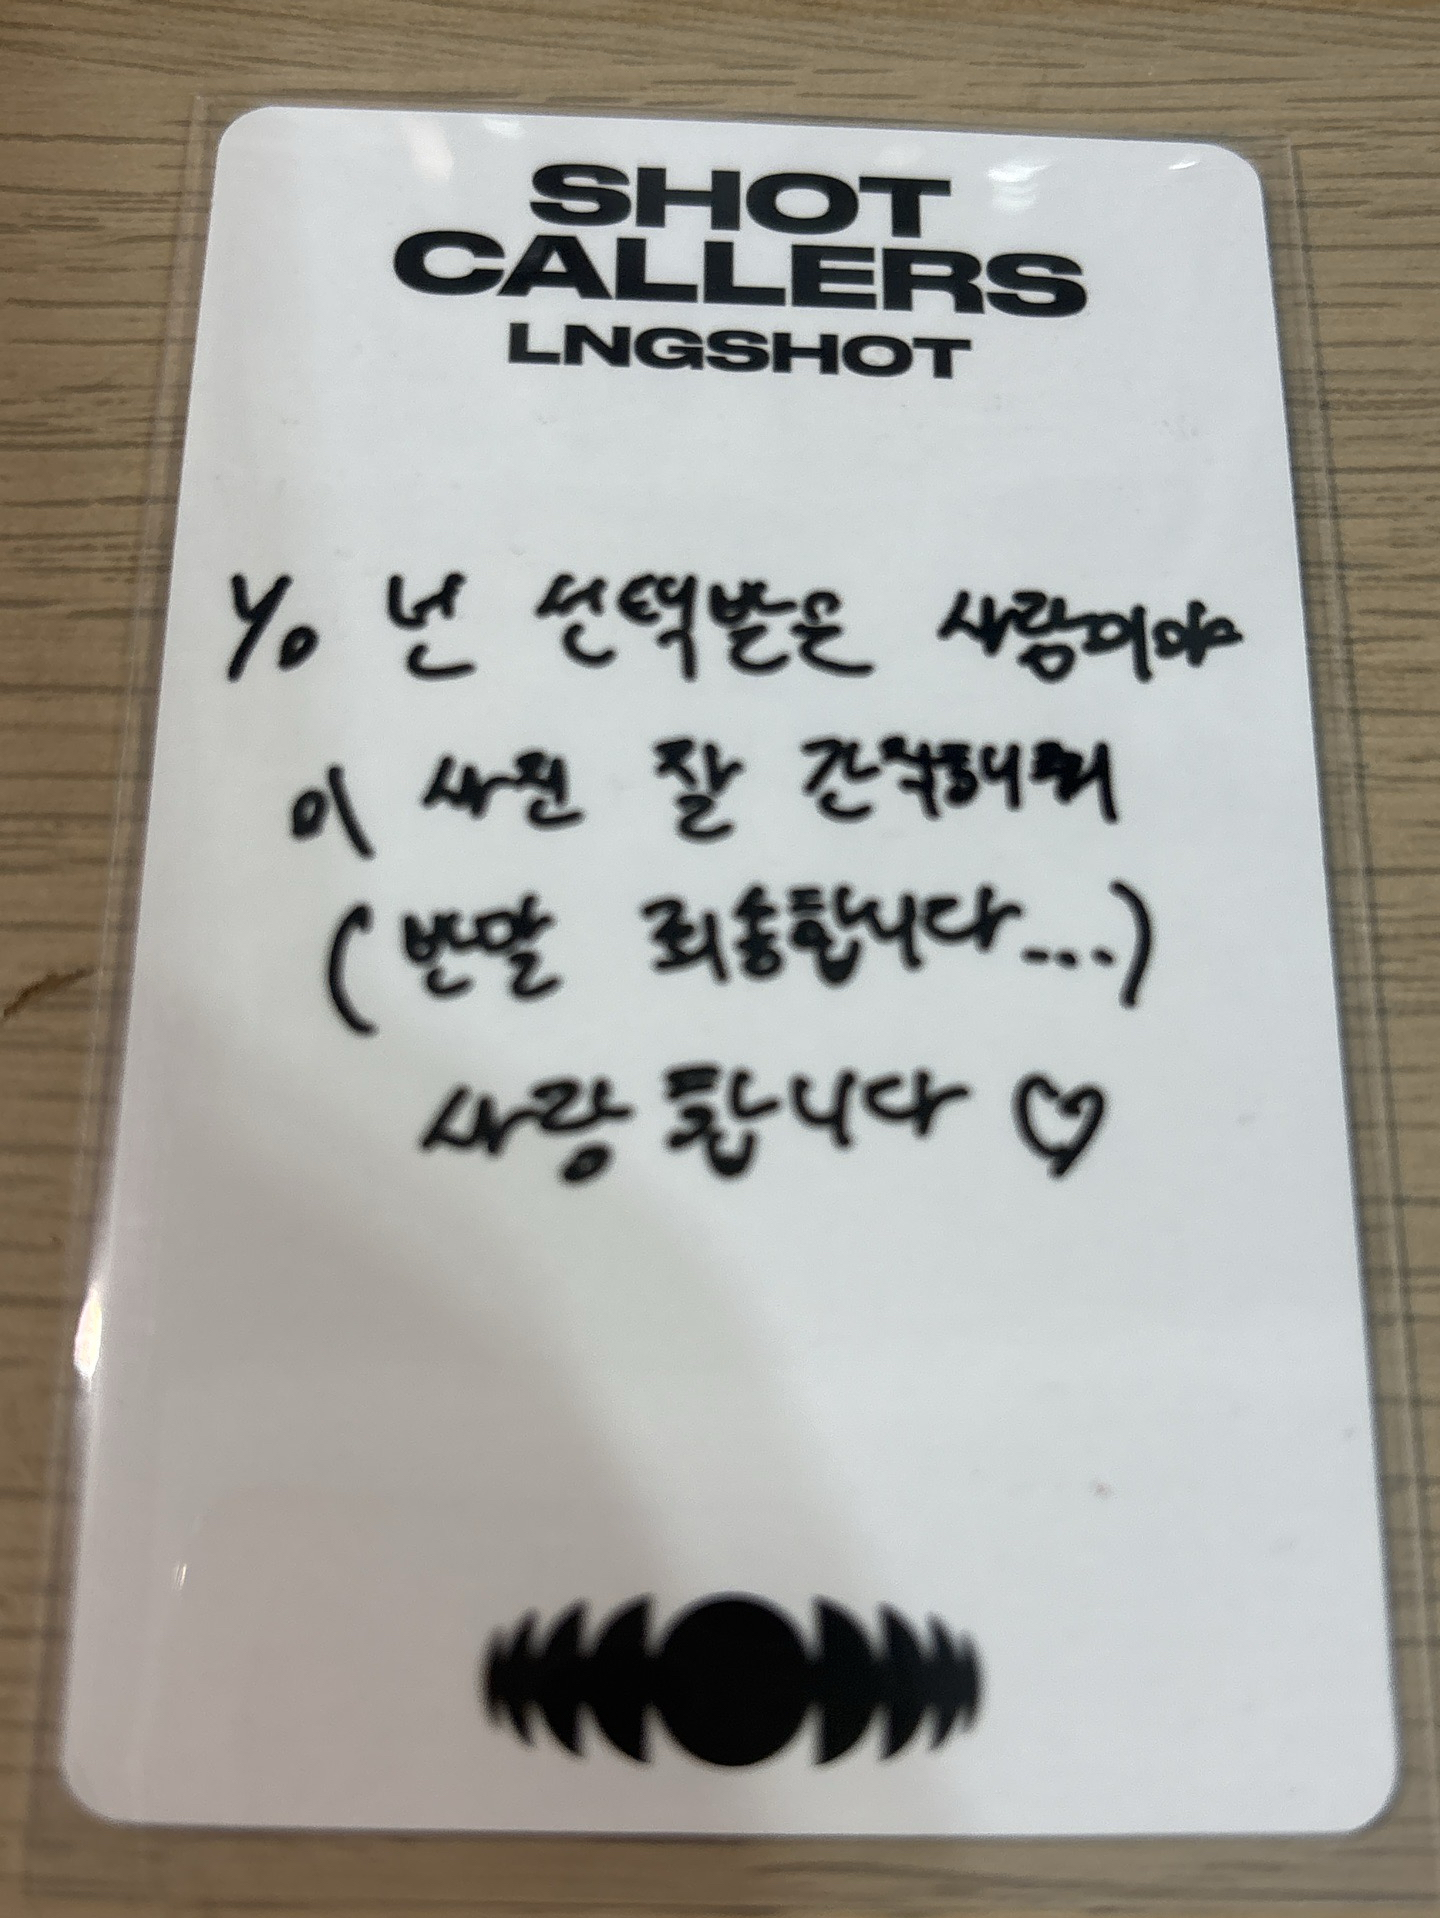 SHOT
CALLERS
LNGSHOT
Yo 넌 선택받은 사람이야
이 사진 잘 간직해줘
(반말 죄송합니다...)
사랑합니다 ♡